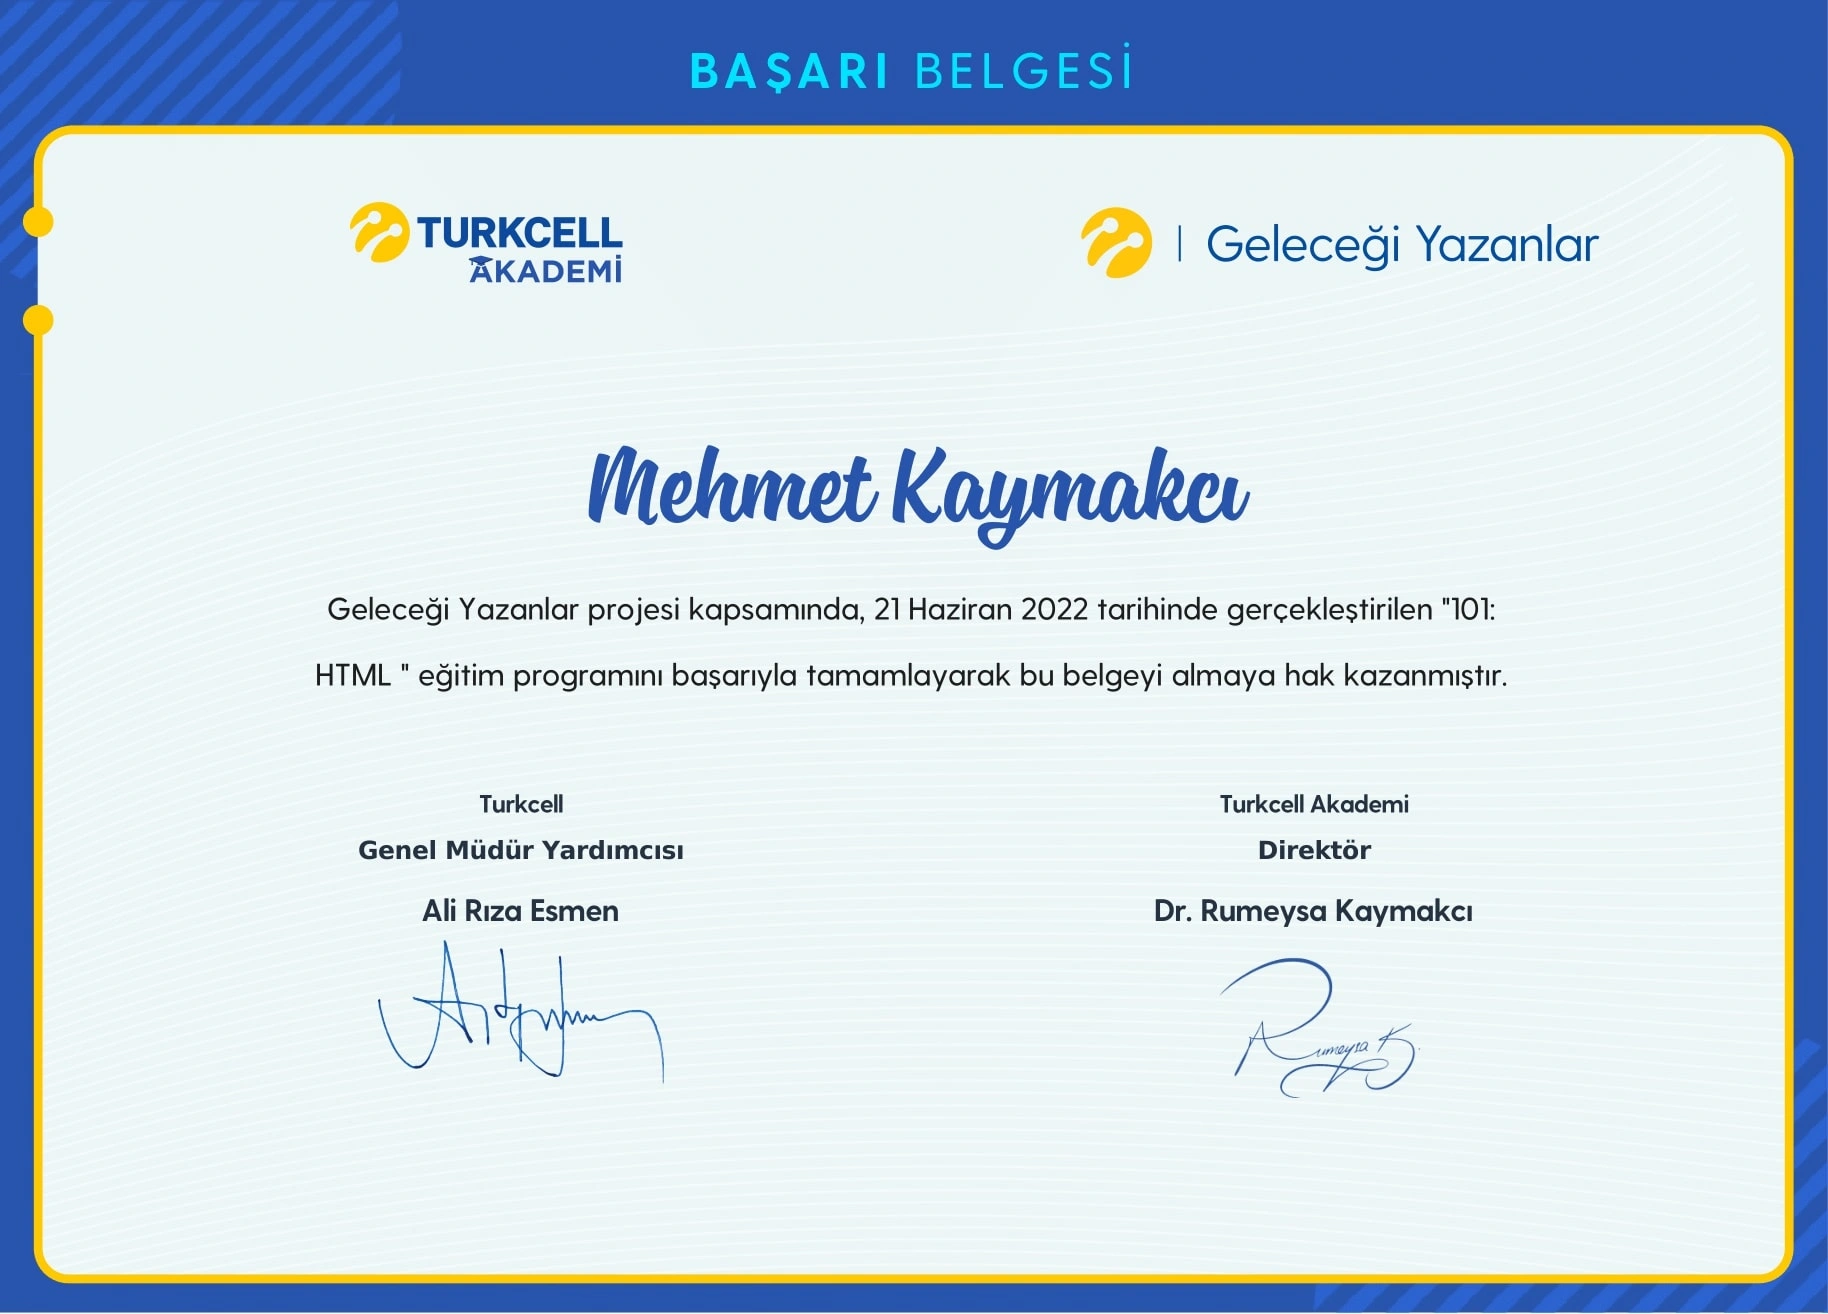 BAŞARI BELGESİ
TURKCELL
AKADEMİ
Geleceği Yazanlar
Mehmet Kaymakcı
Geleceği Yazanlar projesi kapsamında, 21 Haziran 2022 tarihinde gerçekleştirilen "101:
HTML " eğitim programını başarıyla tamamlayarak bu belgeyi almaya hak kazanmıştır.
Turkcell
Genel Müdür Yardımcısı
Ali Rıza Esmen
Turkcell Akademi
Direktör
Dr. Rumeysa Kaymakcı
Rumeysa K.